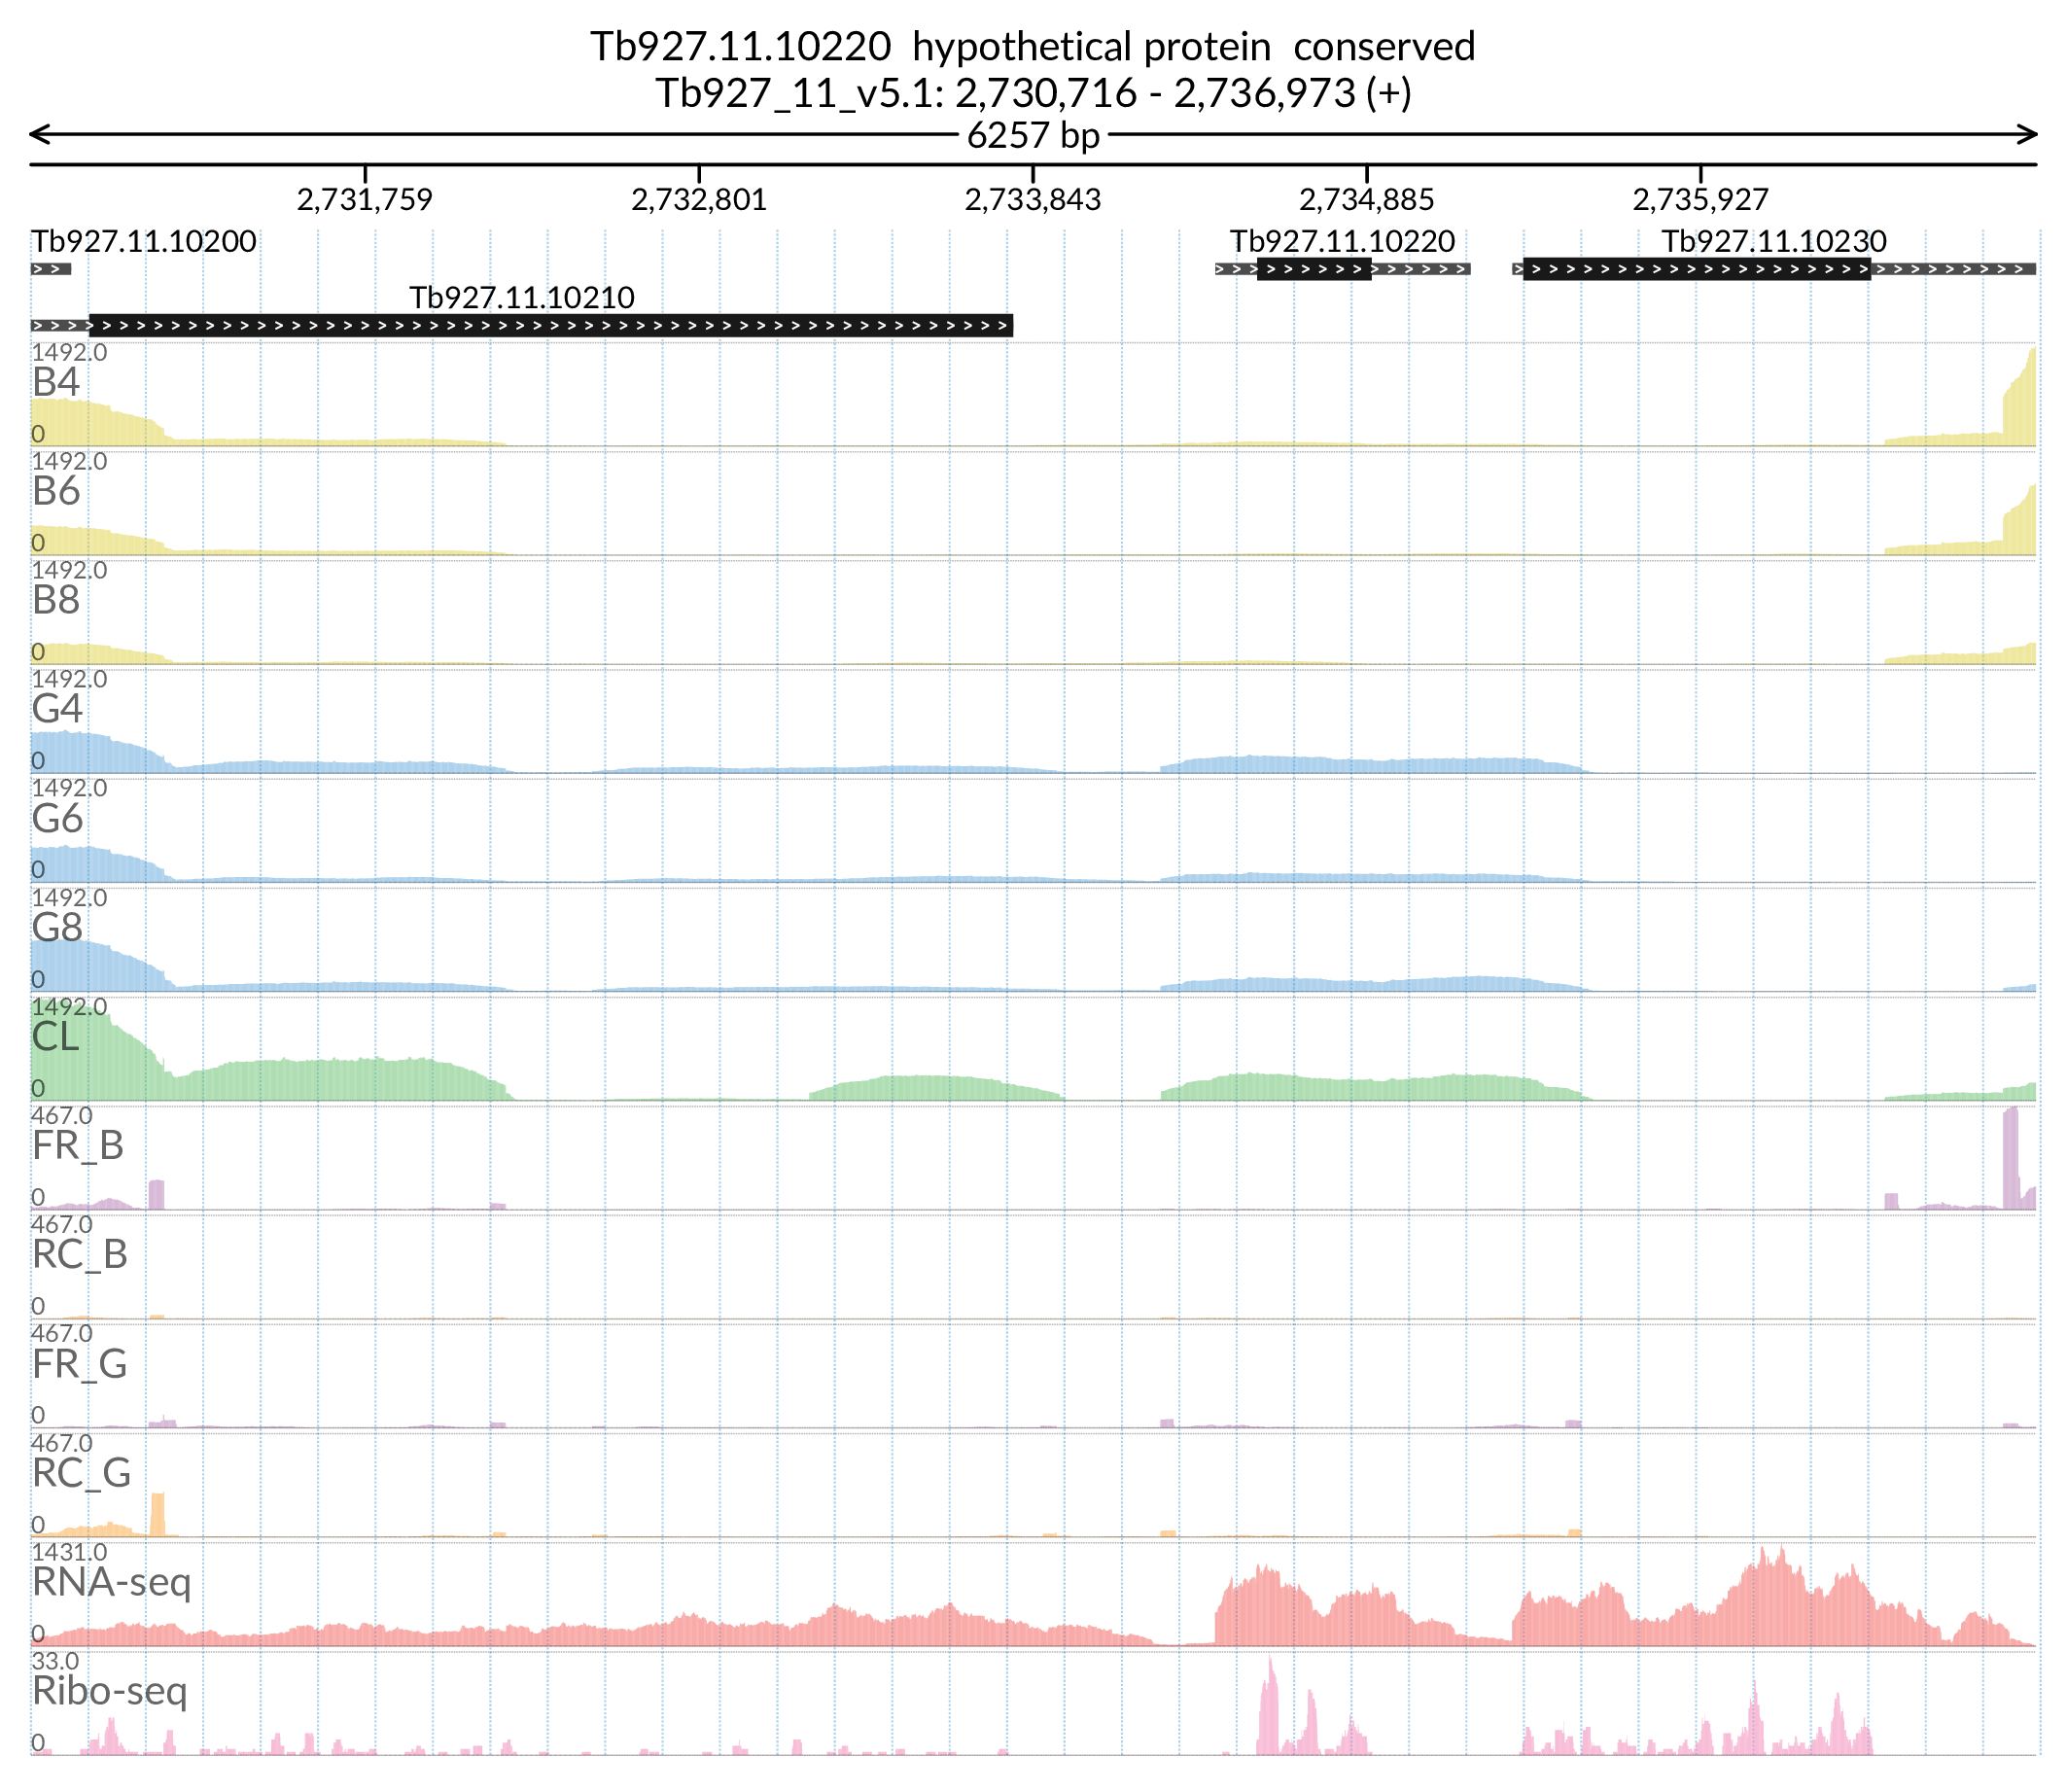 Tb927.11.10220 hypothetical protein conserved
Tb927_11_v5.1: 2,730,716 - 2,736,973 (+)
6257 bp
2,731,759 2,732,801 2,733,843 2,734,885 2,735,927
Tb927.11.10200 Tb927.11.10220 Tb927.11.10230
Tb927.11.10210
1492.0
B4
0
1492.0
B6
0
1492.0
B8
0
1492.0
G4
0
1492.0
G6
0
1492.0
G8
0
1492.0
CL
0
467.0
FR_B
0
467.0
RC_B
0
467.0
FR_G
0
467.0
RC_G
0
1431.0
RNA-seq
0
33.0
Ribo-seq
0